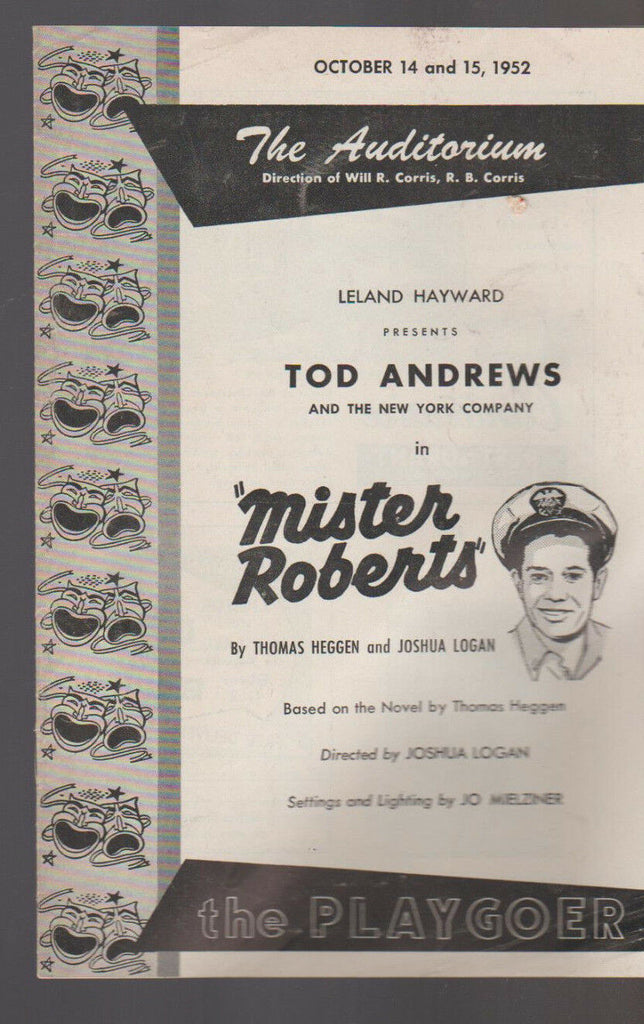 OCTOBER 14 and 15, 1952
The Auditorium
Direction of Will R. Corris, R. B. Corris
LELAND HAYWARD
PRESENTS
TOD ANDREWS
AND THE NEW YORK COMPANY
in
"Mister
Roberts"
By THOMAS HEGGEN and JOSHUA LOGAN
Based on the Novel by Thomas Heggen
Directed by JOSHUA LOGAN
Settings and Lighting by JO MIELZINER
the PLAYGOER